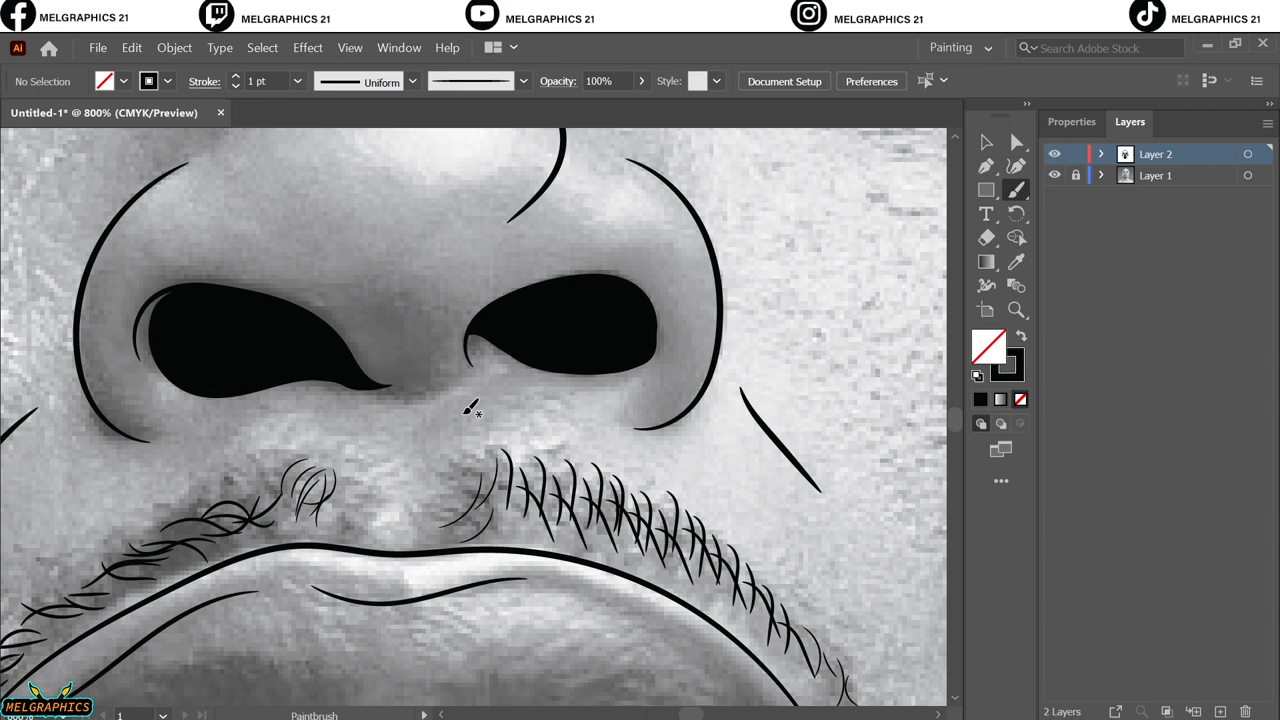 MELGRAPHICS 21 MELGRAPHICS 21 MELGRAPHICS 21 MELGRAPHICS 21 MELGRAPHICS 21
Ai File Edit Object Type Select Effect View Window Help Painting Search Adobe Stock
No Selection Stroke: 1 pt Uniform Opacity: 100% Style: Document Setup Preferences
Untitled-1* @ 800% (CMYK/Preview)
Properties Layers
Layer 2
Layer 1
MELGRAPHICS
1 Paintbrush 2 Layers